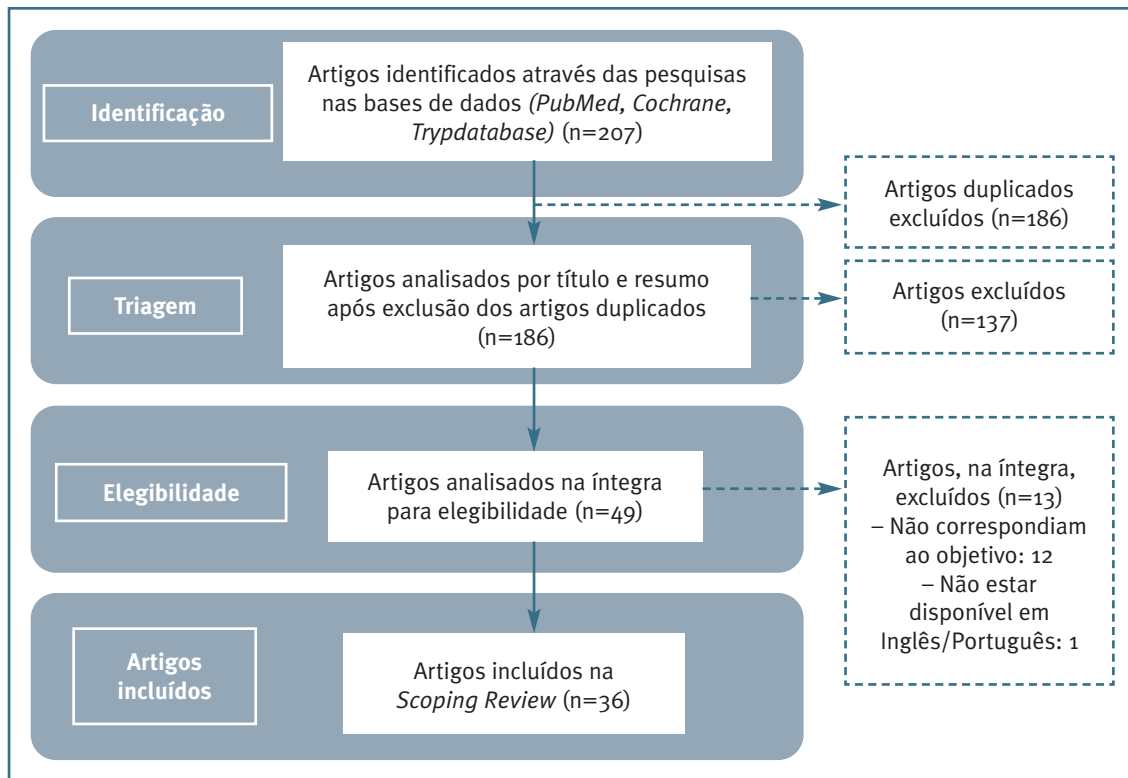 Identificação
Artigos identificados através das pesquisas
nas bases de dados (PubMed, Cochrane,
Trypdatabase) (n=207)
Artigos duplicados
excluídos (n=186)
Triagem
Artigos analisados por título e resumo
após exclusão dos artigos duplicados
(n=186)
Artigos excluídos
(n=137)
Elegibilidade
Artigos analisados na íntegra
para elegibilidade (n=49)
Artigos, na íntegra,
excluídos (n=13)
– Não correspondiam
ao objetivo: 12
– Não estar
disponível em
Inglês/Português: 1
Artigos
incluídos
Artigos incluídos na
Scoping Review (n=36)